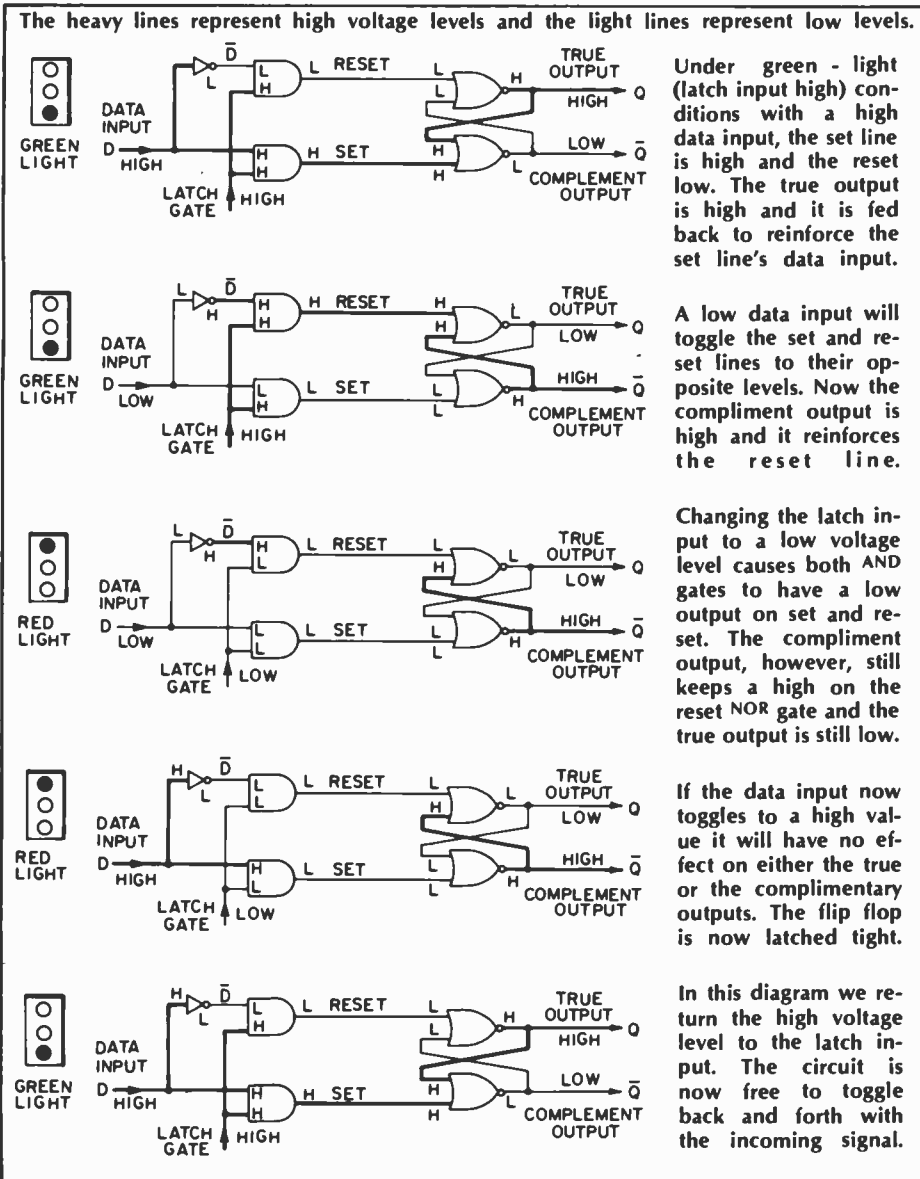 The heavy lines represent high voltage levels and the light lines represent low levels.
GREEN
LIGHT
DATA
INPUT
D
HIGH
L
D̄
L
H
L RESET
H
H
H SET
LATCH
GATE
HIGH
L
L
H
H
H
L
TRUE
OUTPUT
HIGH
Q
LOW
Q̄
COMPLEMENT
OUTPUT
Under green - light
(latch input high) con-
ditions with a high
data input, the set line
is high and the reset
low. The true output
is high and it is fed
back to reinforce the
set line's data input.
GREEN
LIGHT
DATA
INPUT
D
LOW
L
H
D̄
H
H
H RESET
L
H
L SET
LATCH
GATE
HIGH
H
H
L
L
L
H
TRUE
OUTPUT
LOW
Q
HIGH
Q̄
COMPLEMENT
OUTPUT
A low data input will
toggle the set and re-
set lines to their op-
posite levels. Now the
compliment output is
high and it reinforces
the reset line.
RED
LIGHT
DATA
INPUT
D
LOW
L
H
D̄
H
L
L RESET
L
L
L SET
LATCH
GATE
LOW
L
H
L
L
L
H
TRUE
OUTPUT
LOW
Q
HIGH
Q̄
COMPLEMENT
OUTPUT
Changing the latch in-
put to a low voltage
level causes both AND
gates to have a low
output on set and re-
set. The compliment
output, however, still
keeps a high on the
reset NOR gate and the
true output is still low.
RED
LIGHT
DATA
INPUT
D
HIGH
H
L
D̄
L
L
L RESET
H
L
L SET
LATCH
GATE
LOW
L
H
L
L
L
H
TRUE
OUTPUT
LOW
Q
HIGH
Q̄
COMPLEMENT
OUTPUT
If the data input now
toggles to a high val-
ue it will have no ef-
fect on either the true
or the complimentary
outputs. The flip flop
is now latched tight.
GREEN
LIGHT
DATA
INPUT
D
HIGH
H
L
D̄
L
H
L RESET
H
H
H SET
LATCH
GATE
HIGH
L
L
H
H
H
L
TRUE
OUTPUT
HIGH
Q
LOW
Q̄
COMPLEMENT
OUTPUT
In this diagram we re-
turn the high voltage
level to the latch in-
put. The circuit is
now free to toggle
back and forth with
the incoming signal.